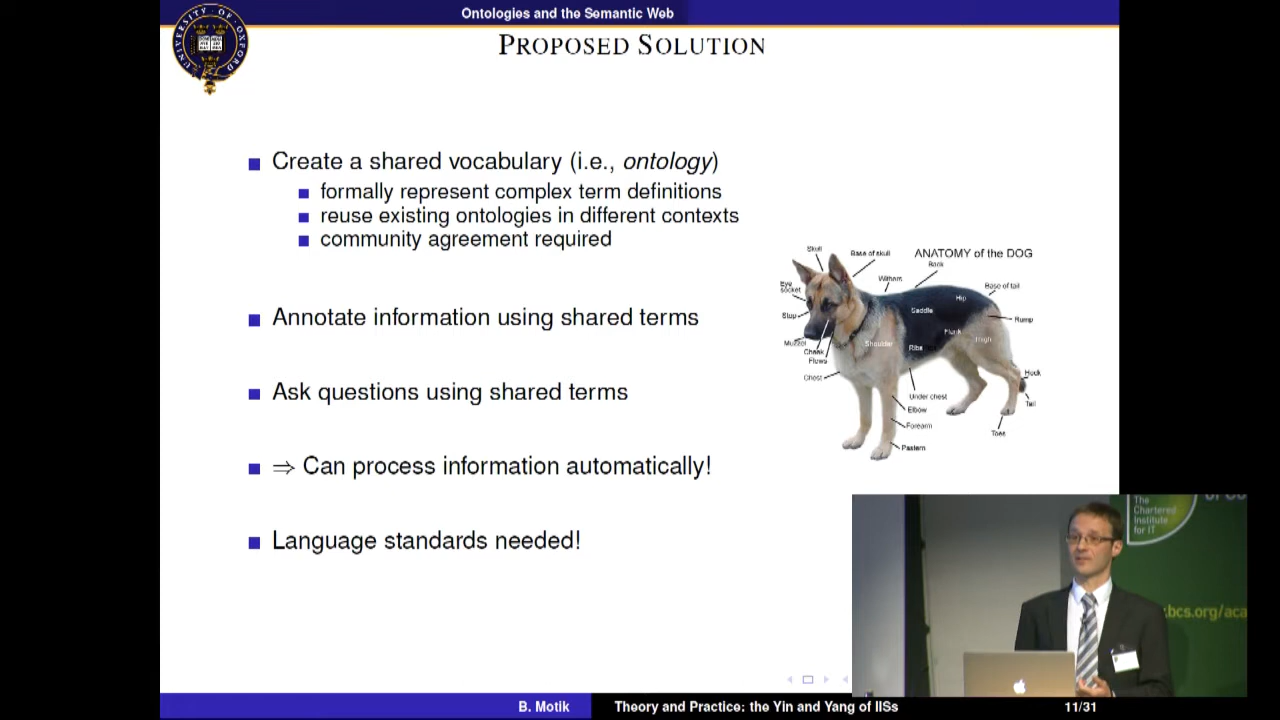 Ontologies and the Semantic Web
UNIVERSITY OF OXFORD
PROPOSED SOLUTION
Create a shared vocabulary (i.e., ontology)
formally represent complex term definitions
reuse existing ontologies in different contexts
community agreement required
Annotate information using shared terms
Ask questions using shared terms
⇒ Can process information automatically!
Language standards needed!
ANATOMY of the DOG
Skull
Base of skull
Back
Withers
Eye
socket
Base of tail
Hip
Saddle
Stop
Rump
Flank
Thigh
Muzzel
Shoulder
Ribs
Cheek
Flews
Chest
Hock
Under chest
Tail
Elbow
Forearm
Toes
Pastern
The
Chartered
Institute
for IT
.bcs.org/aca
B. Motik
Theory and Practice: the Yin and Yang of IISs
11/31